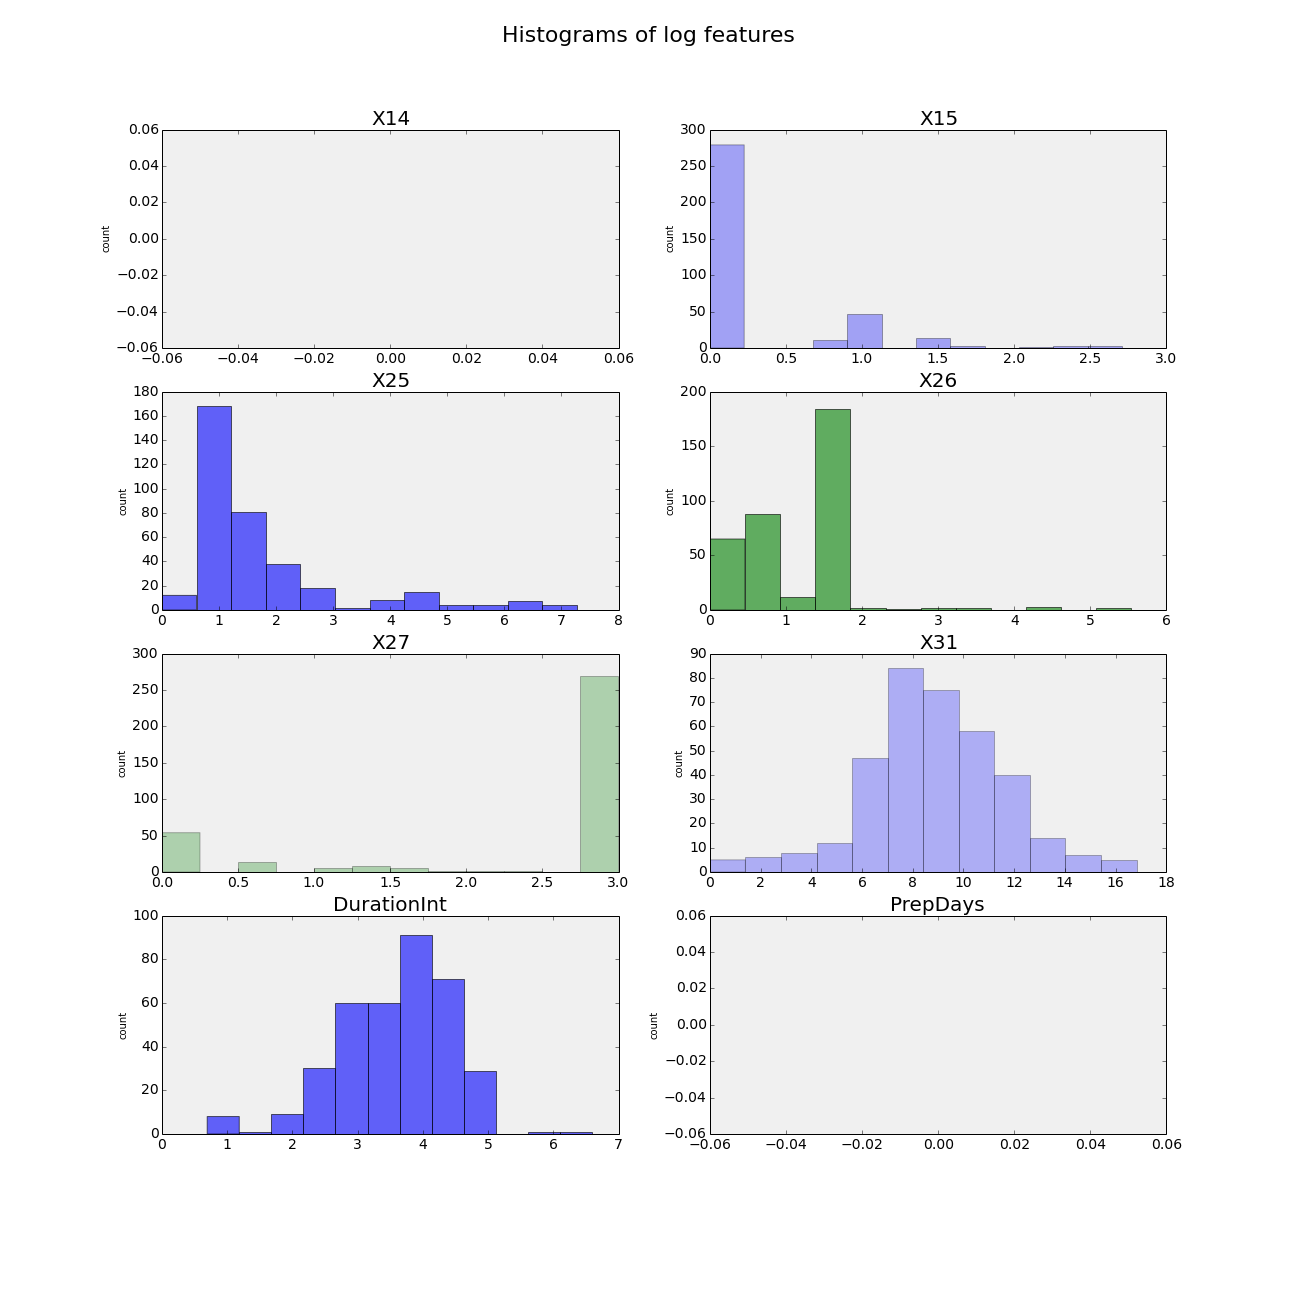 Histograms of log features
X14
0.06
0.04
0.02
0.00
−0.02
−0.04
−0.06
count
−0.06 −0.04 −0.02 0.00 0.02 0.04 0.06
X15
300
250
200
150
100
50
0
count
0.0 0.5 1.0 1.5 2.0 2.5 3.0
X25
180
160
140
120
100
80
60
40
20
0
count
0 1 2 3 4 5 6 7 8
X26
200
150
100
50
0
count
0 1 2 3 4 5 6
X27
300
250
200
150
100
50
0
count
0.0 0.5 1.0 1.5 2.0 2.5 3.0
X31
90
80
70
60
50
40
30
20
10
0
count
0 2 4 6 8 10 12 14 16 18
DurationInt
100
80
60
40
20
0
count
0 1 2 3 4 5 6 7
PrepDays
0.06
0.04
0.02
0.00
−0.02
−0.04
−0.06
count
−0.06 −0.04 −0.02 0.00 0.02 0.04 0.06